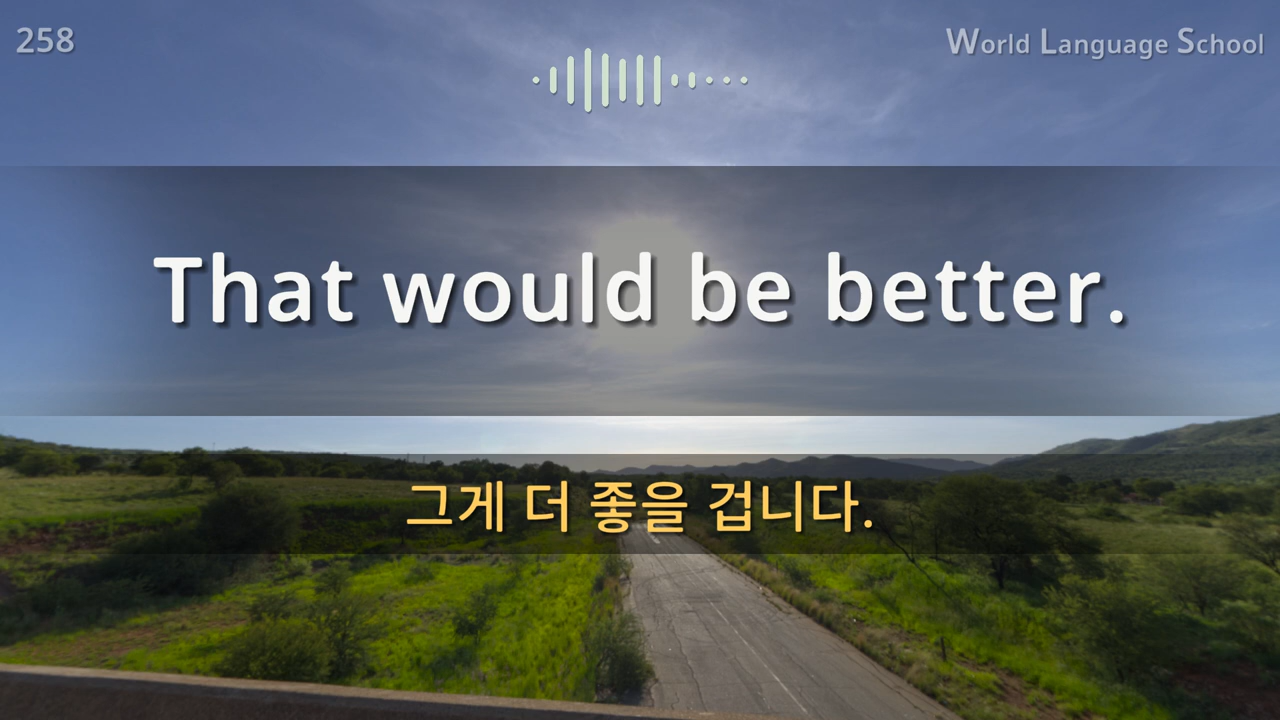 258
World Language School
That would be better.
그게 더 좋을 겁니다.